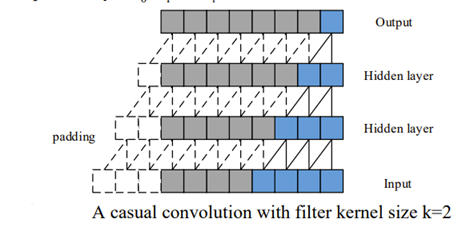 Output
Hidden layer
Hidden layer
padding
Input
A casual convolution with filter kernel size k=2